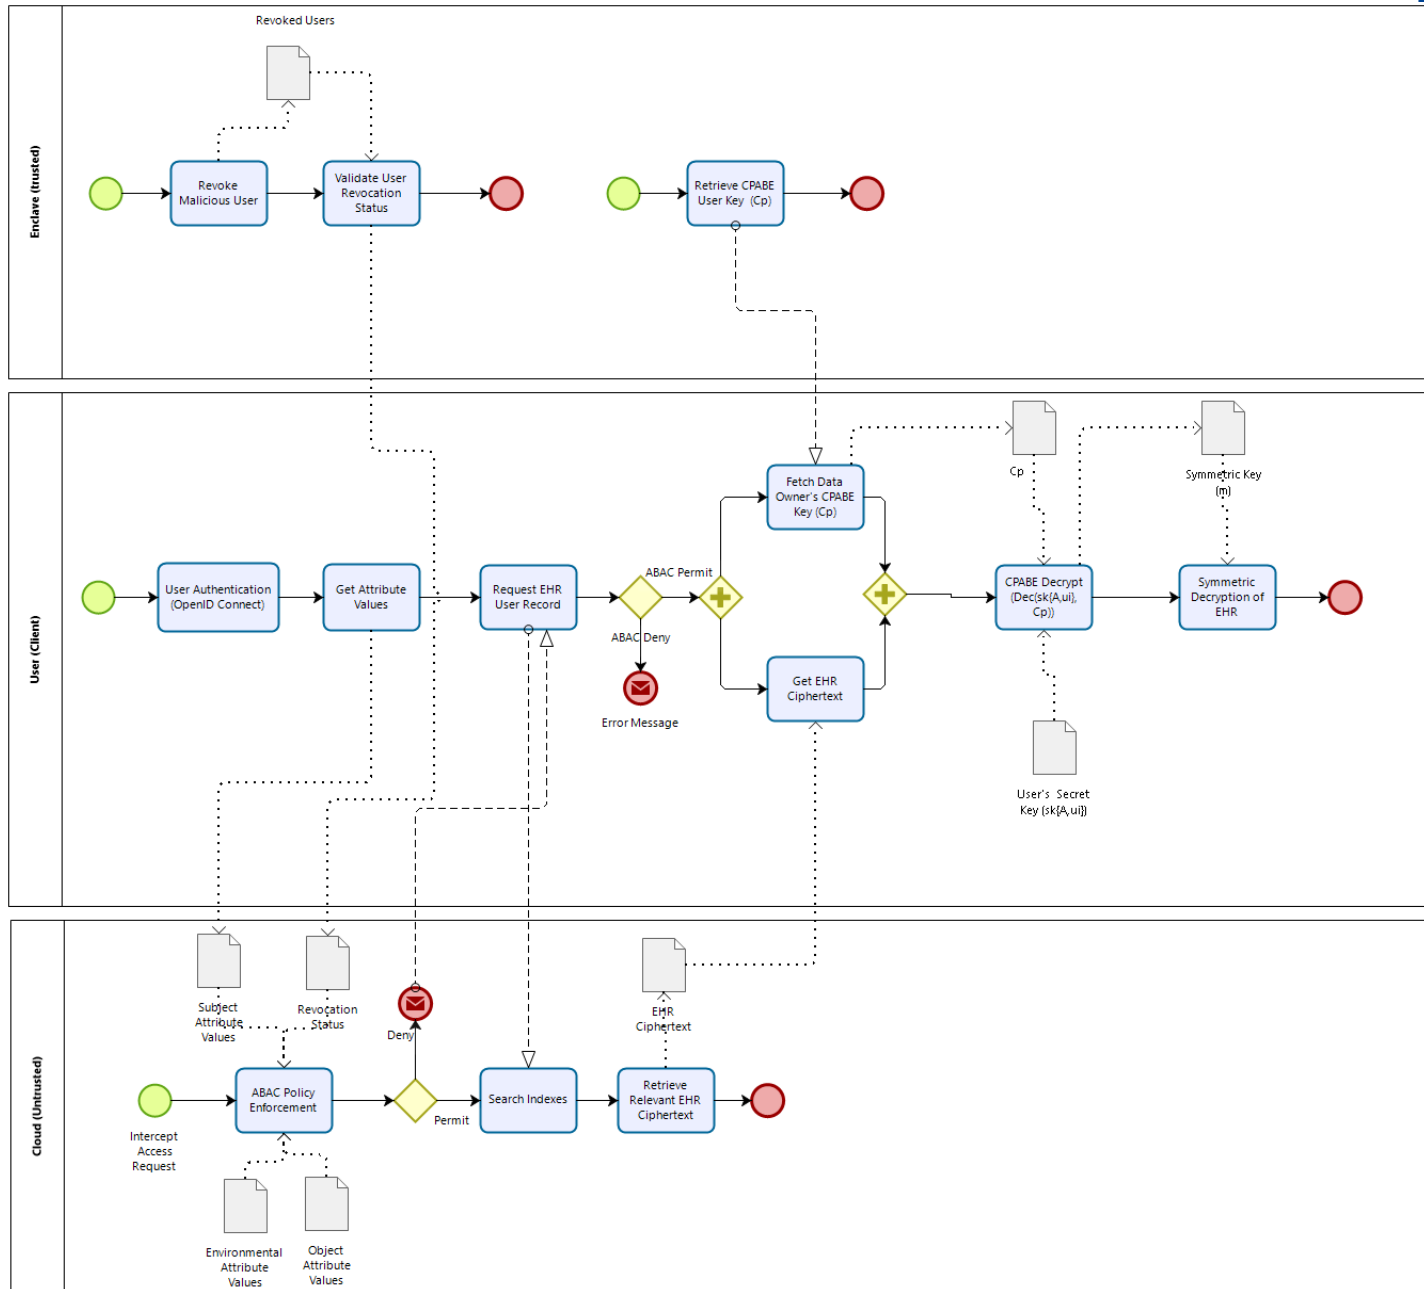 Revoked Users
Enclave (trusted)
Revoke
Malicious User
Validate User
Revocation
Status
Retrieve CPABE
User Key (Cp)
User (Client)
User Authentication
(OpenID Connect)
Get Attribute
Values
Request EHR
User Record
ABAC Permit
ABAC Deny
Error Message
Fetch Data
Owner's CPABE
Key (Cp)
Get EHR
Ciphertext
Cp
CPABE Decrypt
(Dec(sk{A,ui),
Cp))
User's Secret
Key (sk{A,ui})
Symmetric Key
(m)
Symmetric
Decryption of
EHR
Cloud (Untrusted)
Intercept
Access
Request
Subject
Attribute
Values
Revocation
Status
ABAC Policy
Enforcement
Environmental
Attribute
Values
Object
Attribute
Values
Deny
Permit
Search Indexes
EHR
Ciphertext
Retrieve
Relevant EHR
Ciphertext